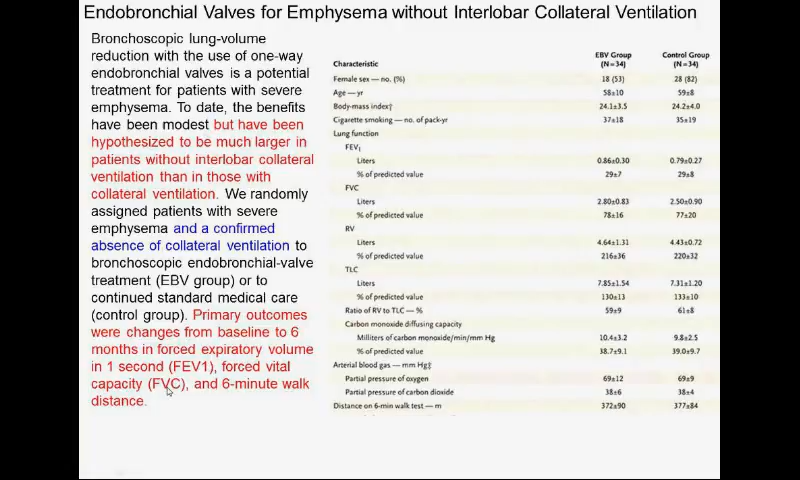 Endobronchial Valves for Emphysema without Interlobar Collateral Ventilation
Bronchoscopic lung-volume
reduction with the use of one-way
endobronchial valves is a potential
treatment for patients with severe
emphysema. To date, the benefits
have been modest but have been
hypothesized to be much larger in
patients without interlobar collateral
ventilation than in those with
collateral ventilation. We randomly
assigned patients with severe
emphysema and a confirmed
absence of collateral ventilation to
bronchoscopic endobronchial-valve
treatment (EBV group) or to
continued standard medical care
(control group). Primary outcomes
were changes from baseline to 6
months in forced expiratory volume
in 1 second (FEV1), forced vital
capacity (FVC), and 6-minute walk
distance.
Characteristic EBV Group (N=34) Control Group (N=34)
Female sex — no. (%) 18 (53) 28 (82)
Age — yr 58±10 59±8
Body-mass index† 24.1±3.5 24.2±4.0
Cigarette smoking — no. of pack-yr 37±18 35±19
Lung function
FEV₁
Liters 0.86±0.30 0.79±0.27
% of predicted value 29±7 29±8
FVC
Liters 2.80±0.83 2.50±0.90
% of predicted value 78±16 77±20
RV
Liters 4.64±1.31 4.43±0.72
% of predicted value 216±36 220±32
TLC
Liters 7.85±1.54 7.31±1.20
% of predicted value 130±13 133±10
Ratio of RV to TLC — % 59±9 61±8
Carbon monoxide diffusing capacity
Milliters of carbon monoxide/min/mm Hg 10.4±3.2 9.8±2.5
% of predicted value 38.7±9.1 39.0±9.7
Arterial blood gas — mm Hg‡
Partial pressure of oxygen 69±12 69±9
Partial pressure of carbon dioxide 38±6 38±4
Distance on 6-min walk test — m 372±90 377±84